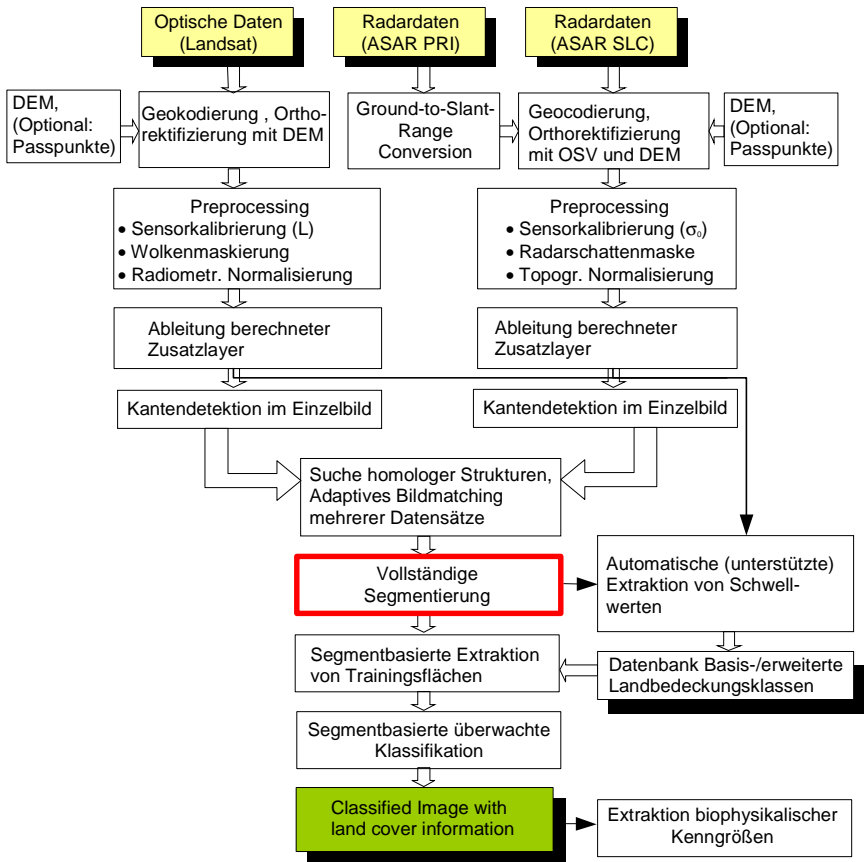 Optische Daten
(Landsat)
Radardaten
(ASAR PRI)
Radardaten
(ASAR SLC)
DEM,
(Optional:
Passpunkte)
Geokodierung , Ortho-
rektifizierung mit DEM
Ground-to-Slant-
Range
Conversion
Geocodierung,
Orthorektifizierung
mit OSV und DEM
DEM,
(Optional:
Passpunkte)
Preprocessing
• Sensorkalibrierung (L)
• Wolkenmaskierung
• Radiometr. Normalisierung
Preprocessing
• Sensorkalibrierung (σ₀)
• Radarschattenmaske
• Topogr. Normalisierung
Ableitung berechneter
Zusatzlayer
Ableitung berechneter
Zusatzlayer
Kantendetektion im Einzelbild
Kantendetektion im Einzelbild
Suche homologer Strukturen,
Adaptives Bildmatching
mehrerer Datensätze
Vollständige
Segmentierung
Automatische (unterstützte)
Extraktion von Schwell-
werten
Segmentbasierte Extraktion
von Trainingsflächen
Datenbank Basis-/erweiterte
Landbedeckungsklassen
Segmentbasierte überwachte
Klassifikation
Classified Image with
land cover information
Extraktion biophysikalischer
Kenngrößen